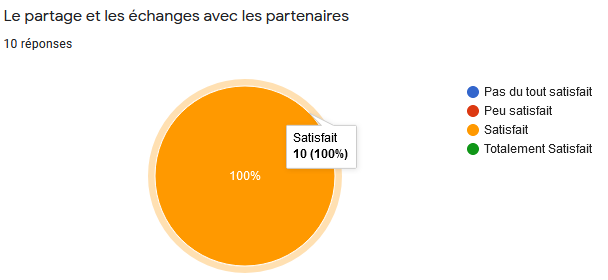 Le partage et les échanges avec les partenaires
10 réponses
Pas du tout satisfait
Peu satisfait
Satisfait
Totalement Satisfait
Satisfait
10 (100%)
100%